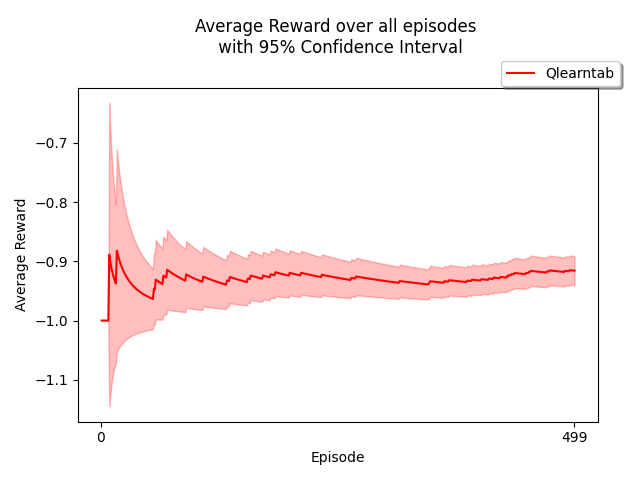 Average Reward over all episodes
with 95% Confidence Interval
Qlearntab
Average Reward
−0.7
−0.8
−0.9
−1.0
−1.1
0
499
Episode